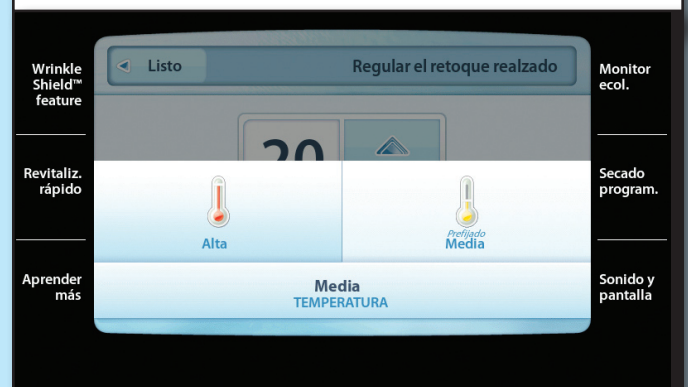 Wrinkle
Shield™
feature
Revitaliz.
rápido
Aprender
más
Listo
Regular el retoque realzado
20
Alta
Prefijado
Media
Media
TEMPERATURA
Monitor
ecol.
Secado
program.
Sonido y
pantalla